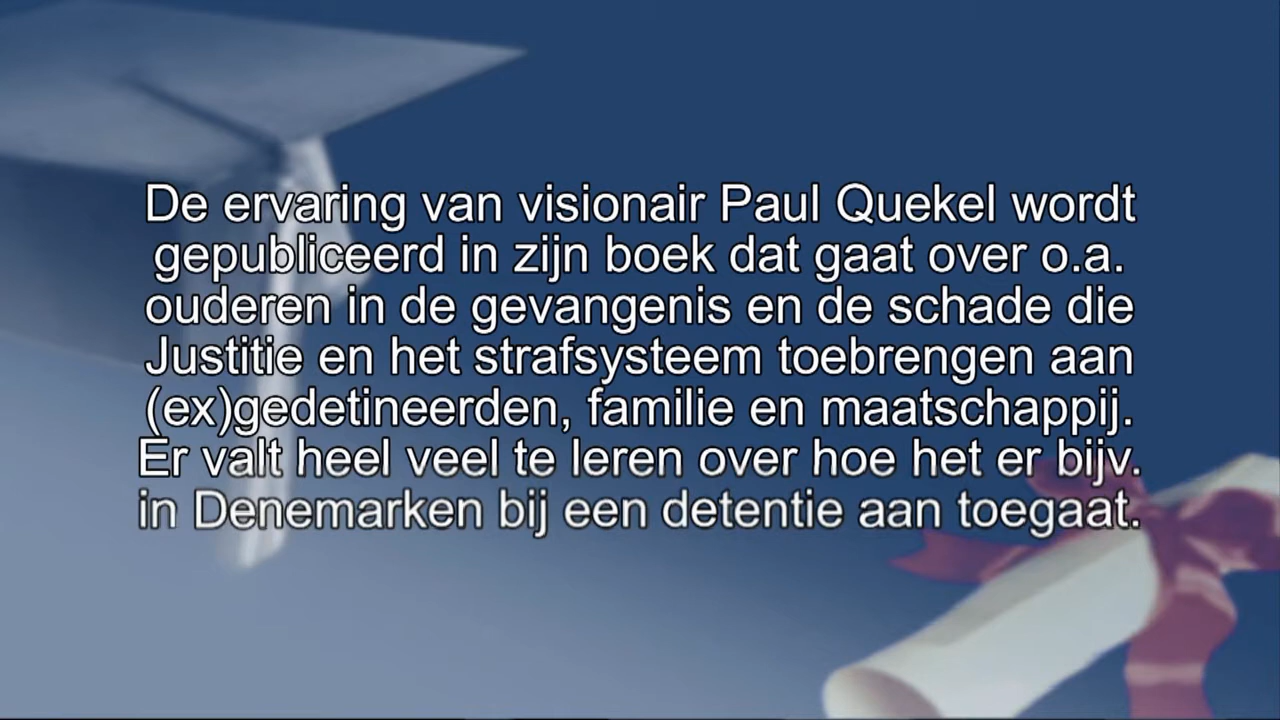 De ervaring van visionair Paul Quekel wordt
gepubliceerd in zijn boek dat gaat over o.a.
ouderen in de gevangenis en de schade die
Justitie en het strafsysteem toebrengen aan
(ex)gedetineerden, familie en maatschappij.
Er valt heel veel te leren over hoe het er bijv.
in Denemarken bij een detentie aan toegaat.